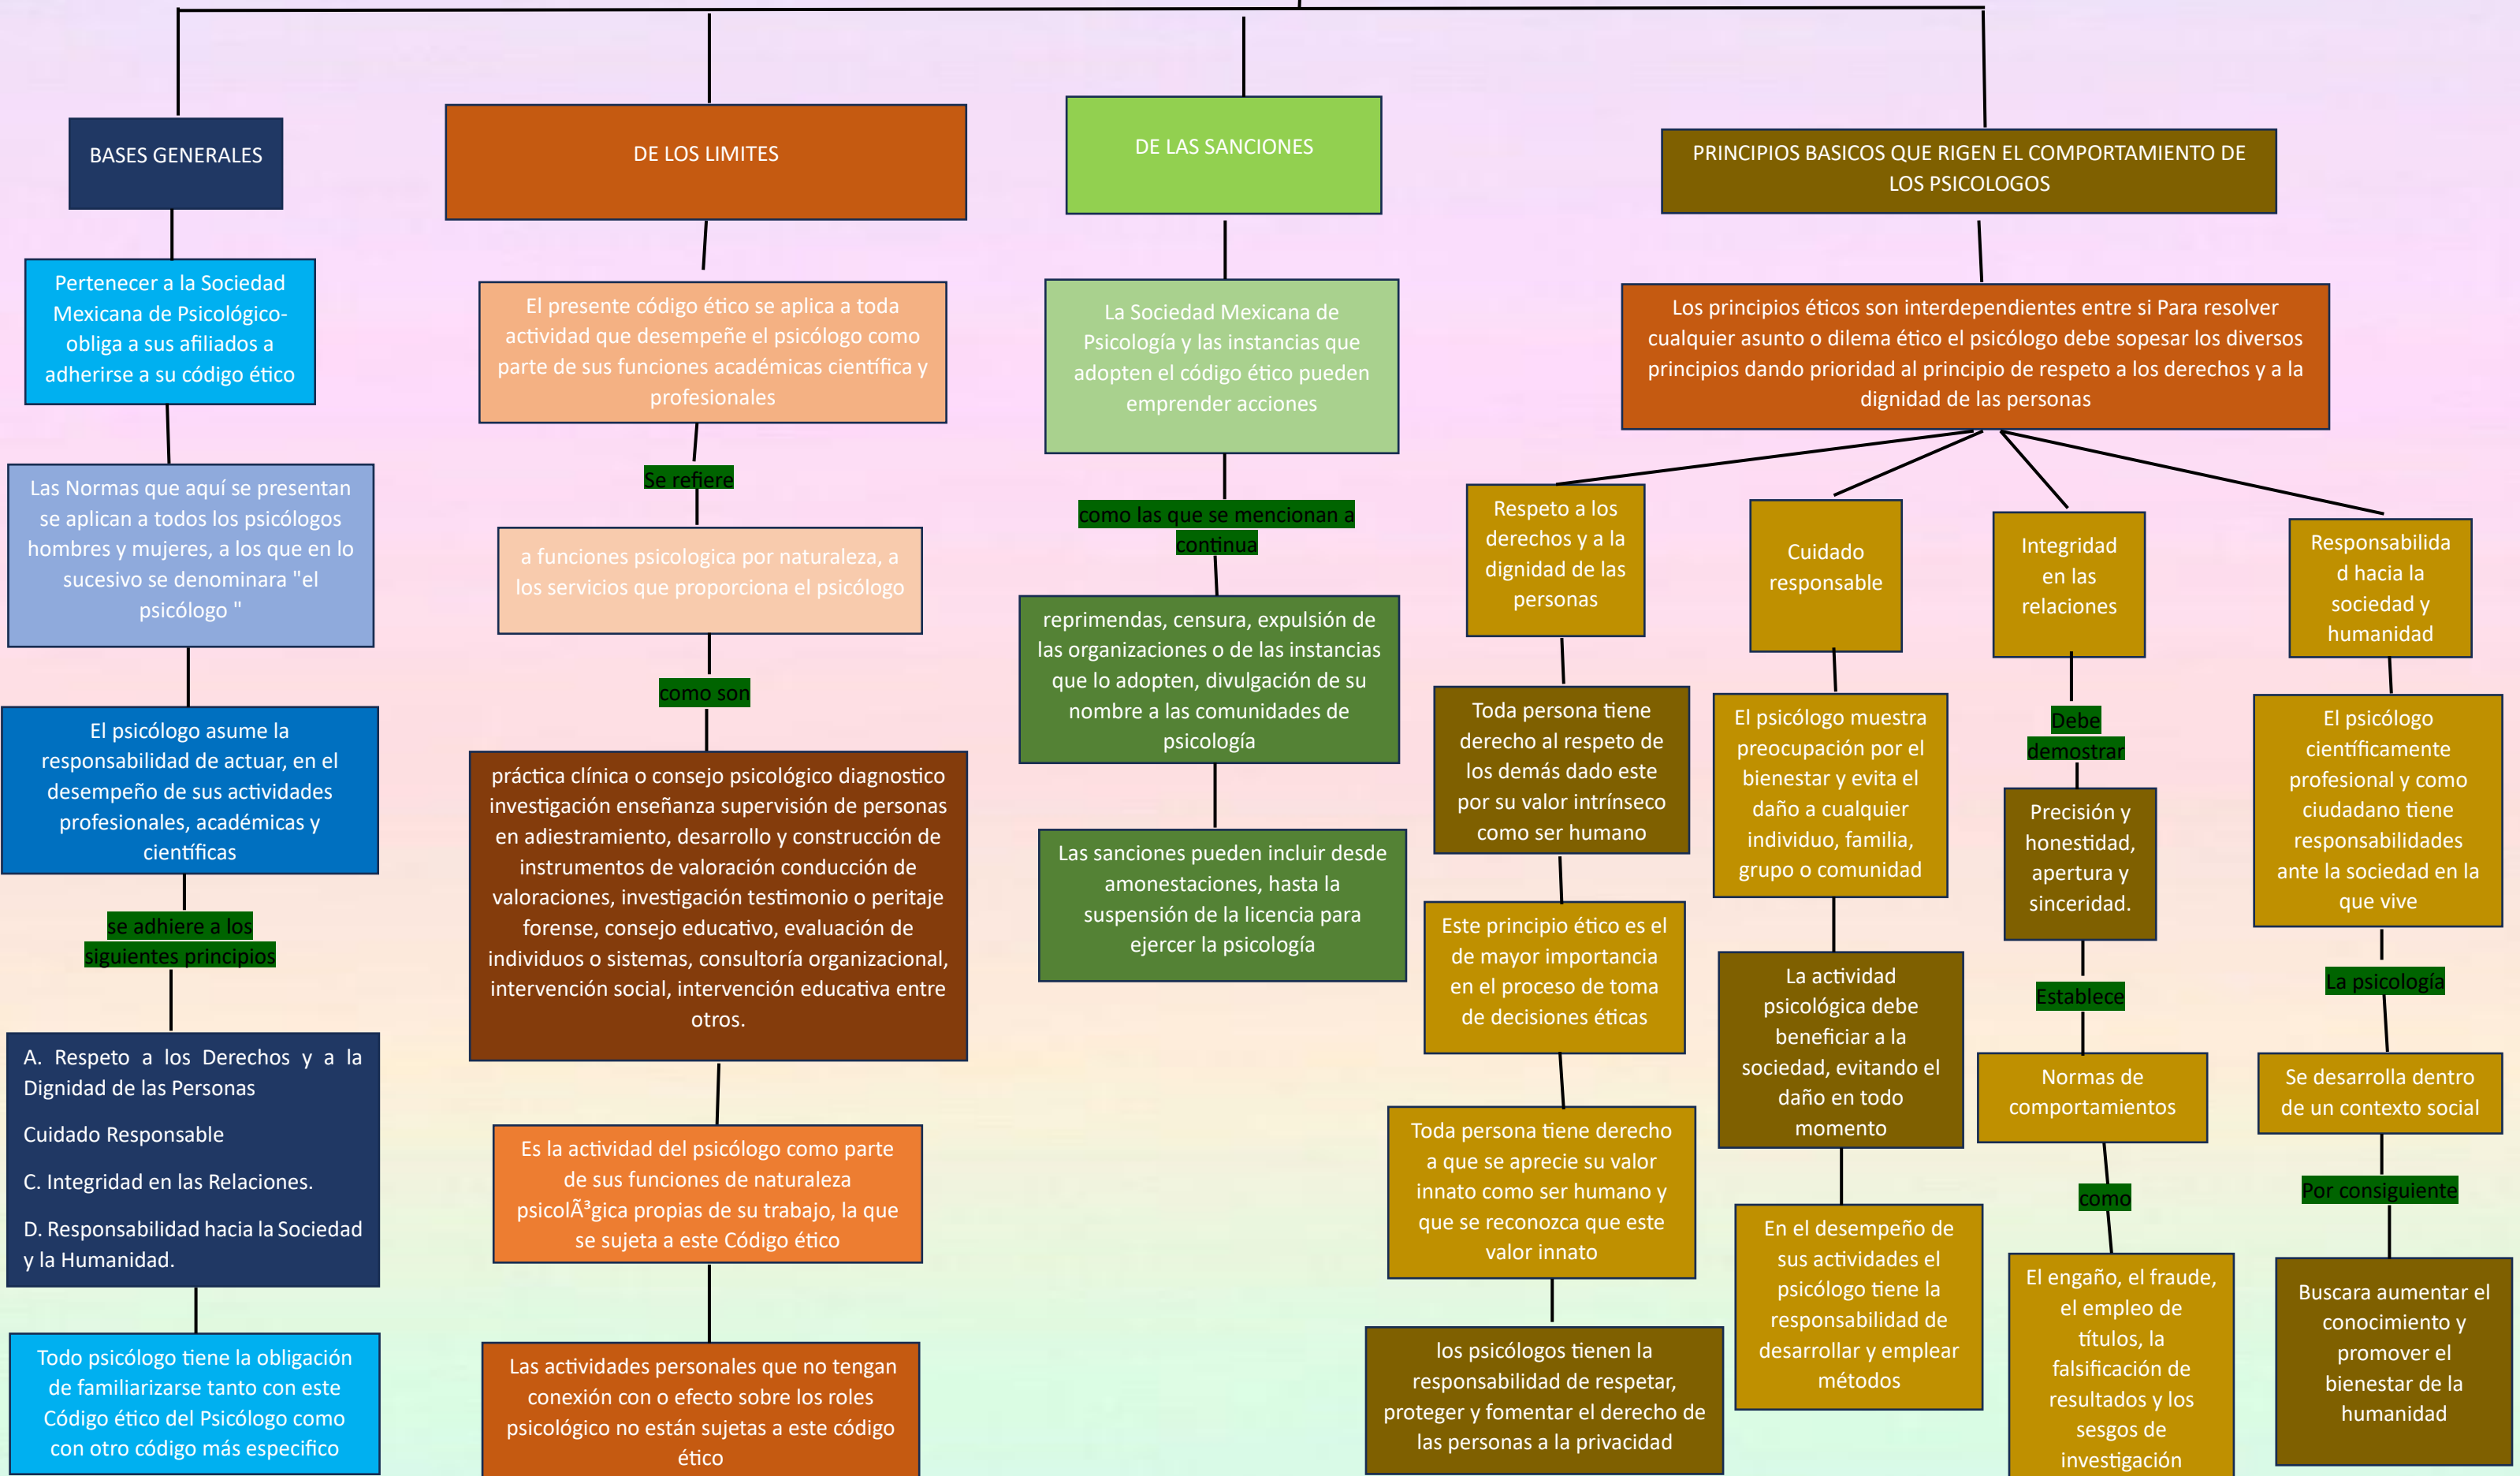 BASES GENERALES
Pertenecer a la Sociedad
Mexicana de Psicológico-
obliga a sus afiliados a
adherirse a su código ético
Las Normas que aquí se presentan
se aplican a todos los psicólogos
hombres y mujeres, a los que en lo
sucesivo se denominara "el
psicólogo "
El psicólogo asume la
responsabilidad de actuar, en el
desempeño de sus actividades
profesionales, académicas y
científicas
se adhiere a los
siguientes principios
A. Respeto a los Derechos y a la
Dignidad de las Personas
Cuidado Responsable
C. Integridad en las Relaciones.
D. Responsabilidad hacia la Sociedad
y la Humanidad.
Todo psicólogo tiene la obligación
de familiarizarse tanto con este
Código ético del Psicólogo como
con otro código más especifico
DE LOS LIMITES
El presente código ético se aplica a toda
actividad que desempeñe el psicólogo como
parte de sus funciones académicas científica y
profesionales
Se refiere
a funciones psicologica por naturaleza, a
los servicios que proporciona el psicólogo
como son
práctica clínica o consejo psicológico diagnostico
investigación enseñanza supervisión de personas
en adiestramiento, desarrollo y construcción de
instrumentos de valoración conducción de
valoraciones, investigación testimonio o peritaje
forense, consejo educativo, evaluación de
individuos o sistemas, consultoría organizacional,
intervención social, intervención educativa entre
otros.
Es la actividad del psicólogo como parte
de sus funciones de naturaleza
psicolÃ³gica propias de su trabajo, la que
se sujeta a este Código ético
Las actividades personales que no tengan
conexión con o efecto sobre los roles
psicológico no están sujetas a este código
ético
DE LAS SANCIONES
La Sociedad Mexicana de
Psicología y las instancias que
adopten el código ético pueden
emprender acciones
como las que se mencionan a
continua
reprimendas, censura, expulsión de
las organizaciones o de las instancias
que lo adopten, divulgación de su
nombre a las comunidades de
psicología
Las sanciones pueden incluir desde
amonestaciones, hasta la
suspensión de la licencia para
ejercer la psicología
PRINCIPIOS BASICOS QUE RIGEN EL COMPORTAMIENTO DE
LOS PSICOLOGOS
Los principios éticos son interdependientes entre si Para resolver
cualquier asunto o dilema ético el psicólogo debe sopesar los diversos
principios dando prioridad al principio de respeto a los derechos y a la
dignidad de las personas
Respeto a los
derechos y a la
dignidad de las
personas
Toda persona tiene
derecho al respeto de
los demás dado este
por su valor intrínseco
como ser humano
Este principio ético es el
de mayor importancia
en el proceso de toma
de decisiones éticas
Toda persona tiene derecho
a que se aprecie su valor
innato como ser humano y
que se reconozca que este
valor innato
los psicólogos tienen la
responsabilidad de respetar,
proteger y fomentar el derecho de
las personas a la privacidad
Cuidado
responsable
El psicólogo muestra
preocupación por el
bienestar y evita el
daño a cualquier
individuo, familia,
grupo o comunidad
La actividad
psicológica debe
beneficiar a la
sociedad, evitando el
daño en todo
momento
En el desempeño de
sus actividades el
psicólogo tiene la
responsabilidad de
desarrollar y emplear
métodos
Integridad
en las
relaciones
Debe
demostrar
Precisión y
honestidad,
apertura y
sinceridad.
Establece
Normas de
comportamientos
como
El engaño, el fraude,
el empleo de
títulos, la
falsificación de
resultados y los
sesgos de
investigación
Responsabilida
d hacia la
sociedad y
humanidad
El psicólogo
científicamente
profesional y como
ciudadano tiene
responsabilidades
ante la sociedad en la
que vive
La psicología
Se desarrolla dentro
de un contexto social
Por consiguiente
Buscara aumentar el
conocimiento y
promover el
bienestar de la
humanidad